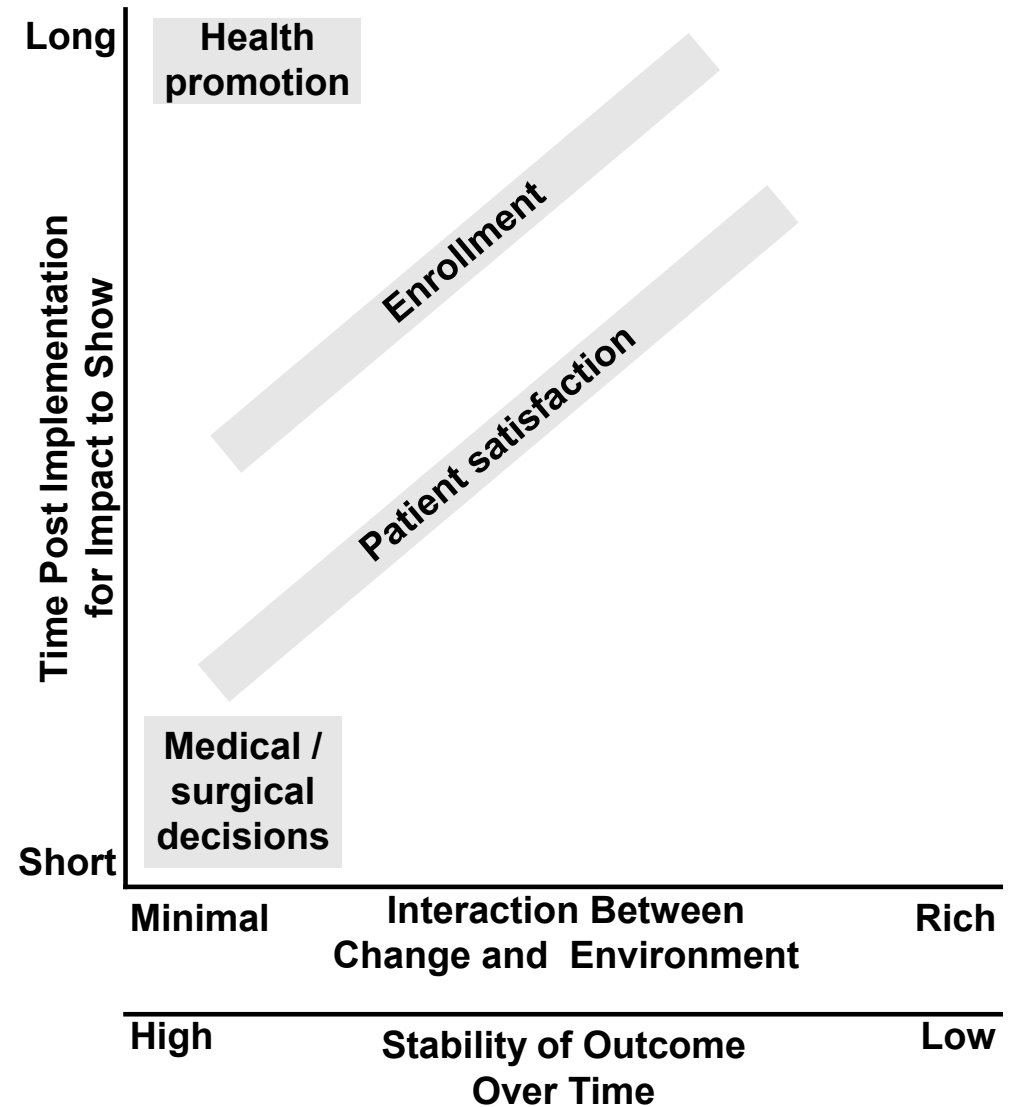 Long
Health
promotion
Enrollment
Patient satisfaction
Time Post Implementation
for Impact to Show
Medical /
surgical
decisions
Short
Minimal
Interaction Between
Change and Environment
Rich
High
Stability of Outcome
Over Time
Low